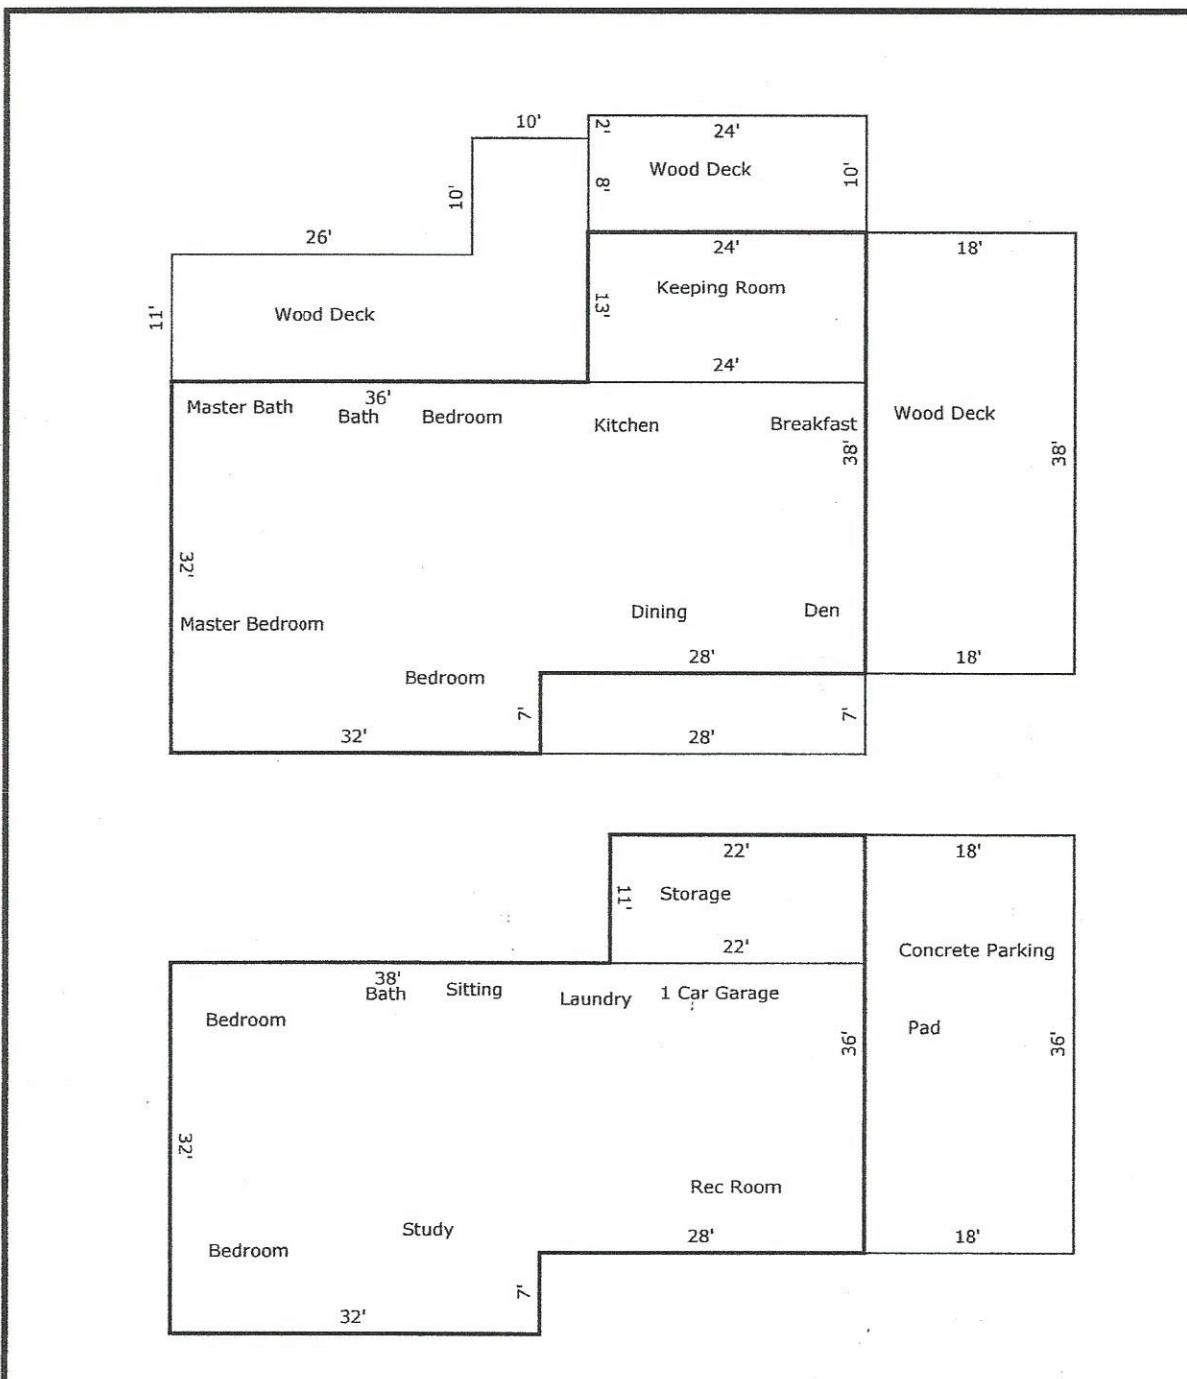 10'
2'
24'
Wood Deck
8'
10'
10'
26'
24'
18'
Keeping Room
13'
11'
Wood Deck
24'
36'
Master Bath
Bath
Bedroom
Kitchen
Breakfast
Wood Deck
38'
38'
32'
Dining
Den
Master Bedroom
28'
18'
Bedroom
7'
7'
32'
28'
22'
18'
11'
Storage
22'
Concrete Parking
38'
Bath
Sitting
Laundry
1 Car Garage
Bedroom
Pad
36'
36'
32'
Rec Room
Study
28'
18'
Bedroom
7'
32'